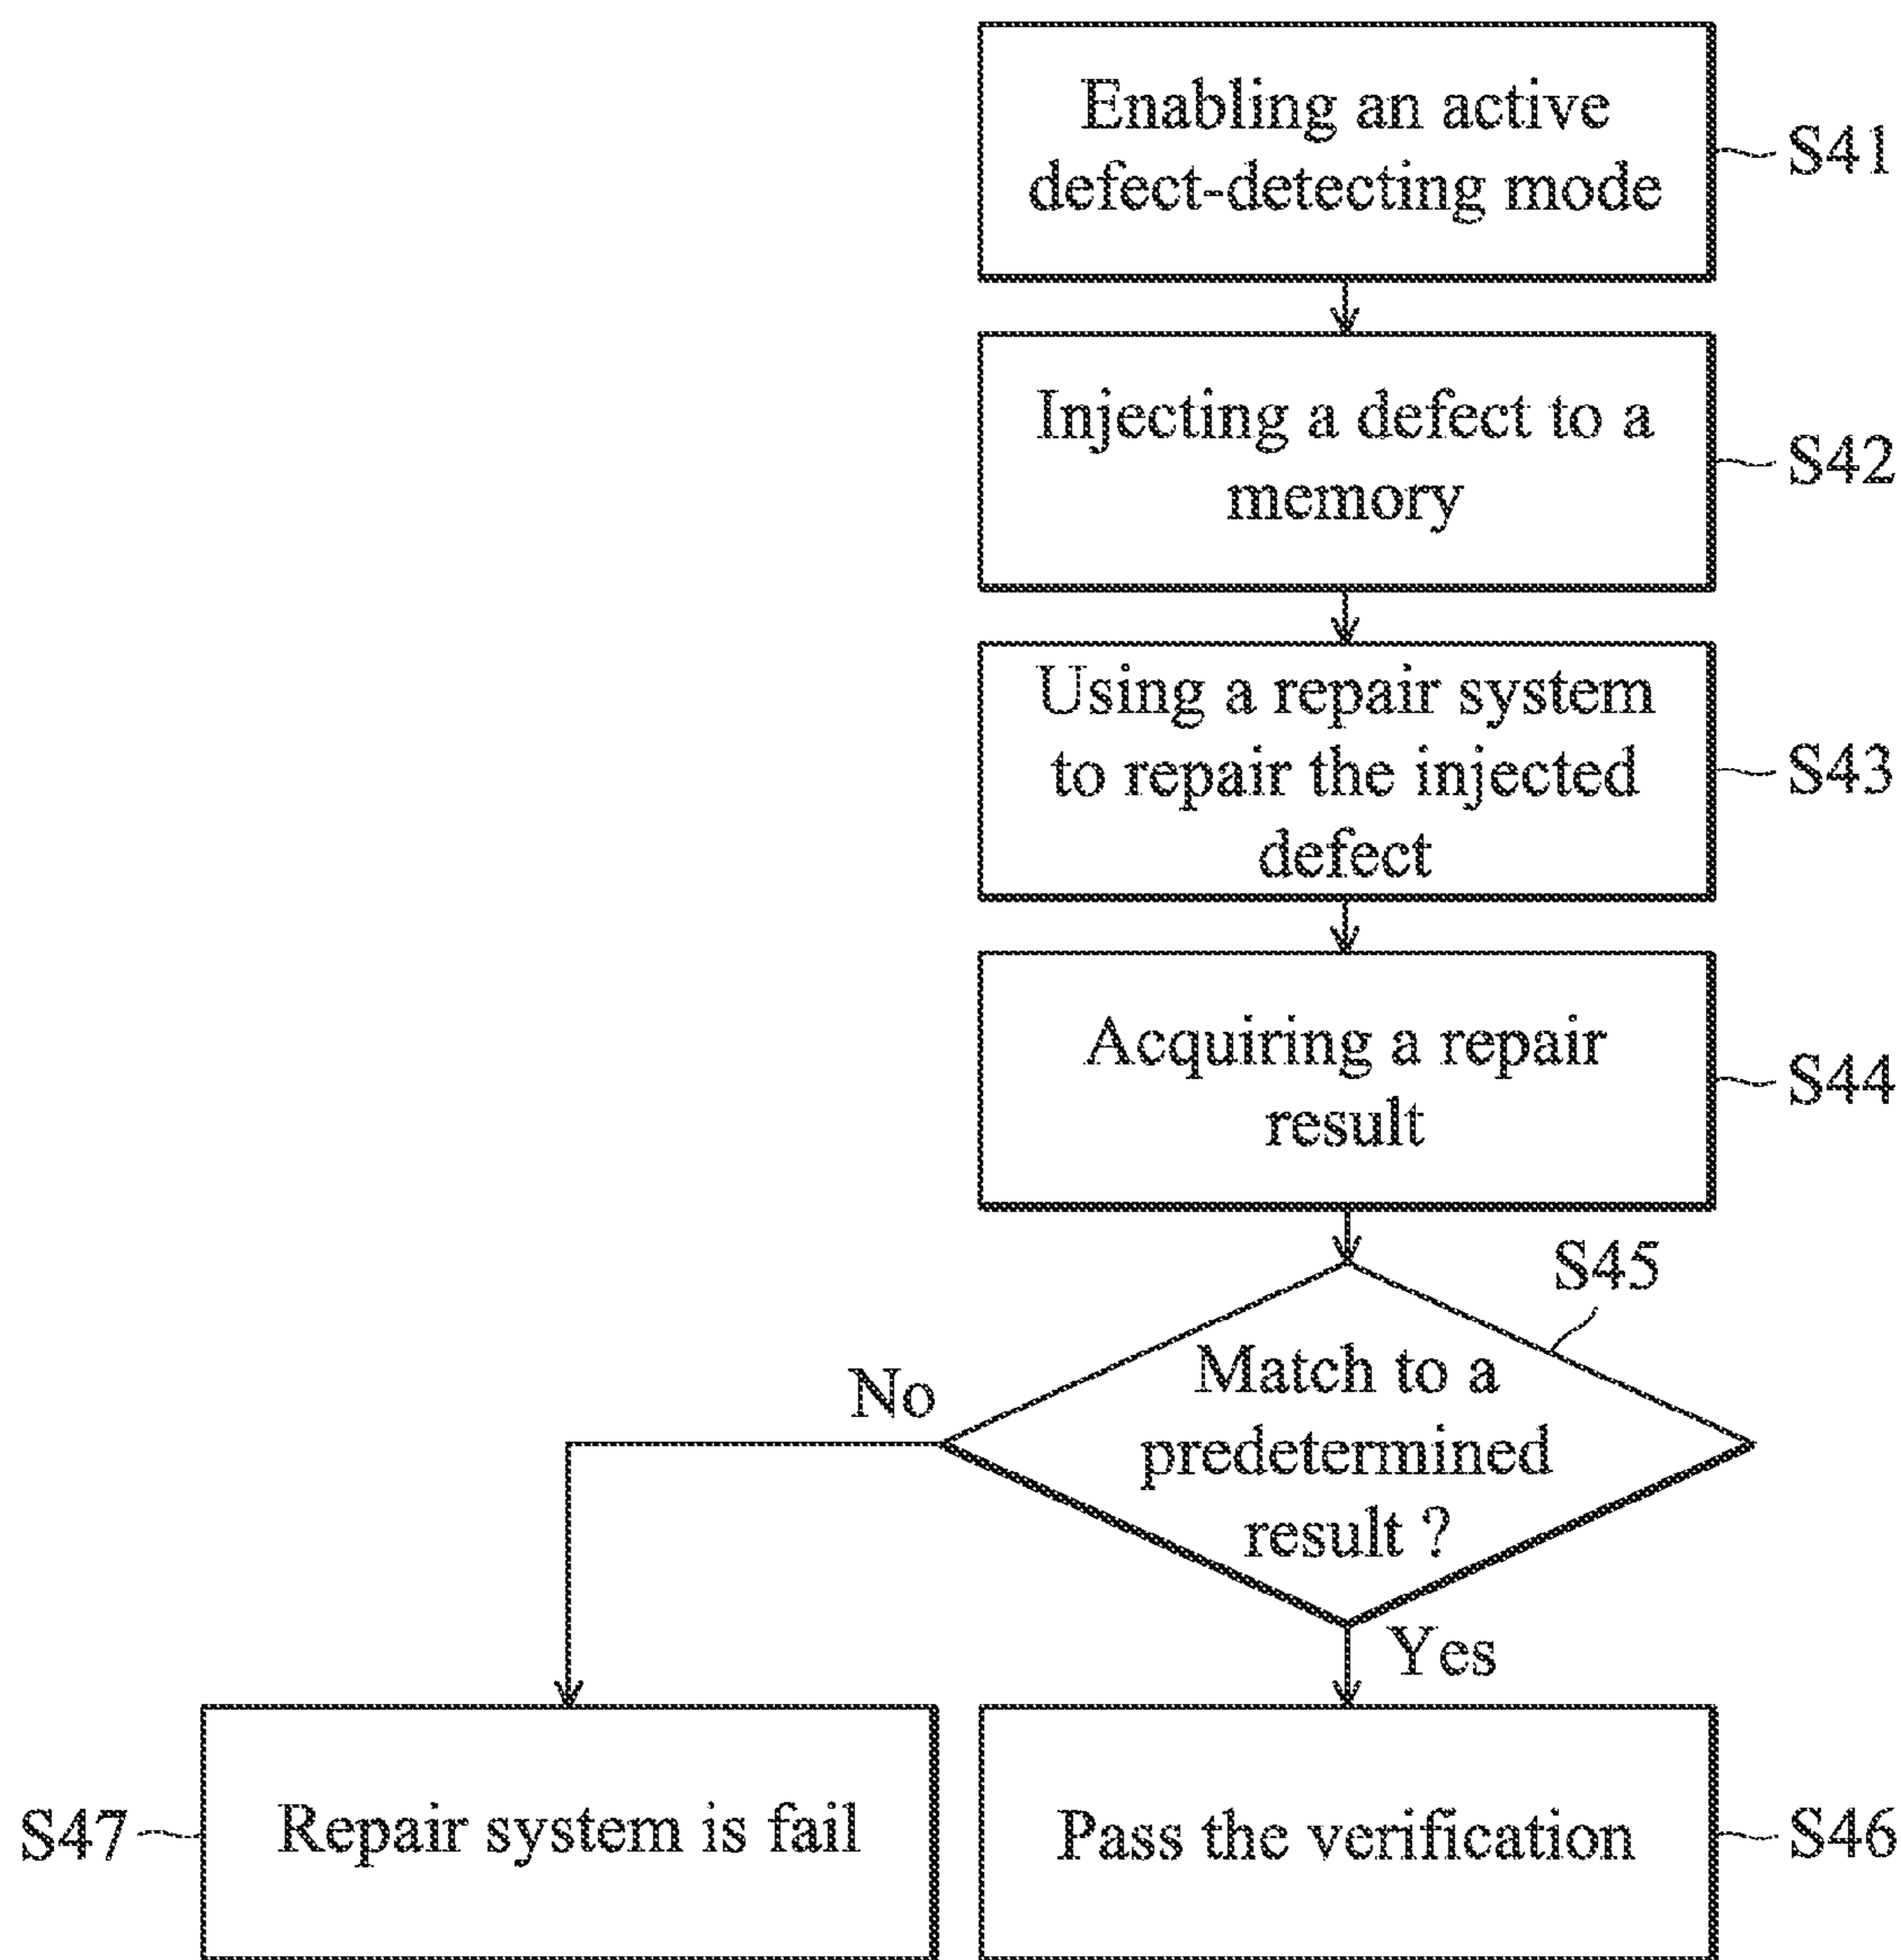 Enabling an active
defect-detecting mode
S41
Injecting a defect to a
memory
S42
Using a repair system
to repair the injected
defect
S43
Acquiring a repair
result
S44
S45
Match to a
predetermined
result ?
No
Yes
S47
Repair system is fail
Pass the verification
S46